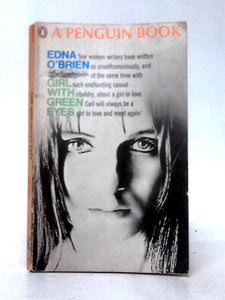 A PENGUIN BOOK
EDNA 'few women writers have written
O'BRIEN so unselfconsciously, and
at the same time with
GIRL such enchanting casual
WITH ribaldry, about a girl in love.
GREEN Cait will always be a
EYES girl to love and meet again'